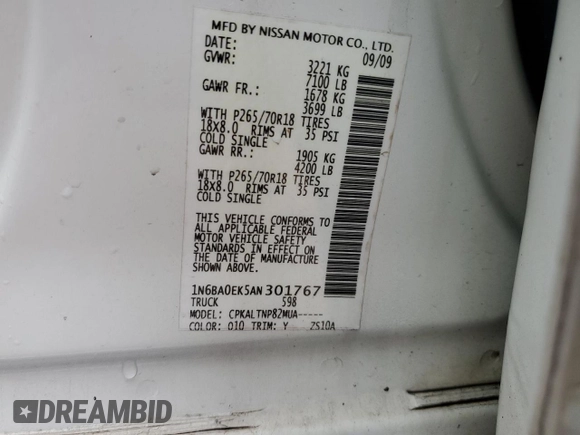 MFD BY NISSAN MOTOR CO., LTD.
DATE: 09/09
GVWR: 3221 KG
7100 LB
GAWR FR.: 1678 KG
3699 LB
WITH P265/70R18 TIRES
18X8.0 RIMS AT 35 PSI
COLD SINGLE
GAWR RR.: 1905 KG
4200 LB
WITH P265/70R18 TIRES
18X8.0 RIMS AT 35 PSI
COLD SINGLE
THIS VEHICLE CONFORMS TO
ALL APPLICABLE FEDERAL
MOTOR VEHICLE SAFETY
STANDARDS IN EFFECT ON
THE DATE OF MANUFACTURE
SHOWN ABOVE.
1N6BA0EK5AN301767
TRUCK 598
MODEL: CPKALTNP82MUA-----
COLOR: 010 TRIM: Y ZS10A
DREAMBID